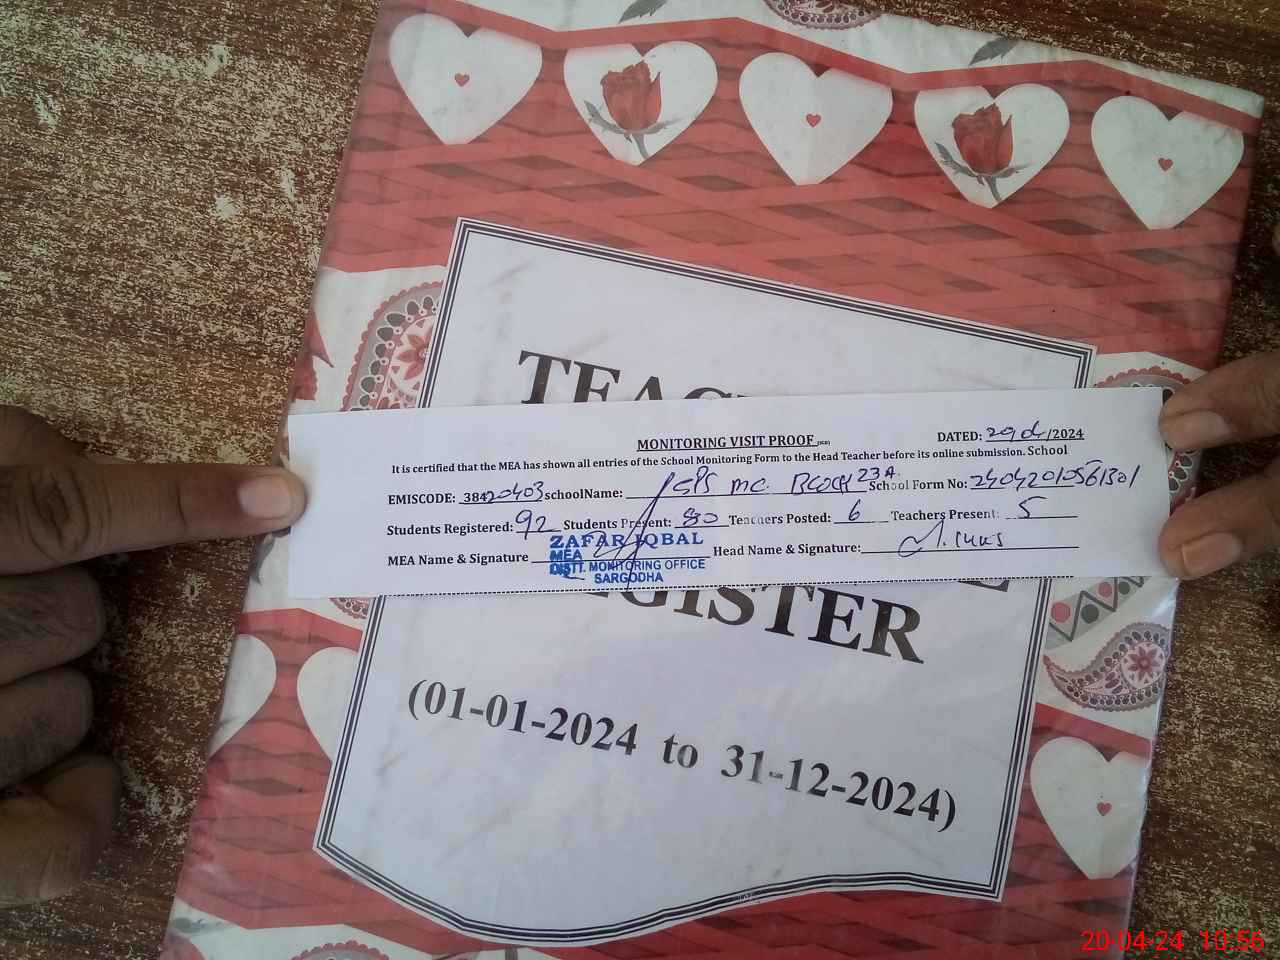 MONITORING VISIT PROOF
DATED: 20/04/2024
It is certified that the MEA has shown all entries of the School Monitoring Form to the Head Teacher before its online submission. School
EMISCODE: 38420403 schoolName: GPS MC BLOCK 23A School Form No:
Students Registered: 92 Students Present: 80 Teachers Posted: 6 Teachers Present: 5
MEA Name & Signature Head Name & Signature:
ZAFAR IQBAL
MEA
DISTT. MONITORING OFFICE
SARGODHA
REGISTER
(01-01-2024 to 31-12-2024)
20-04-24 10:56